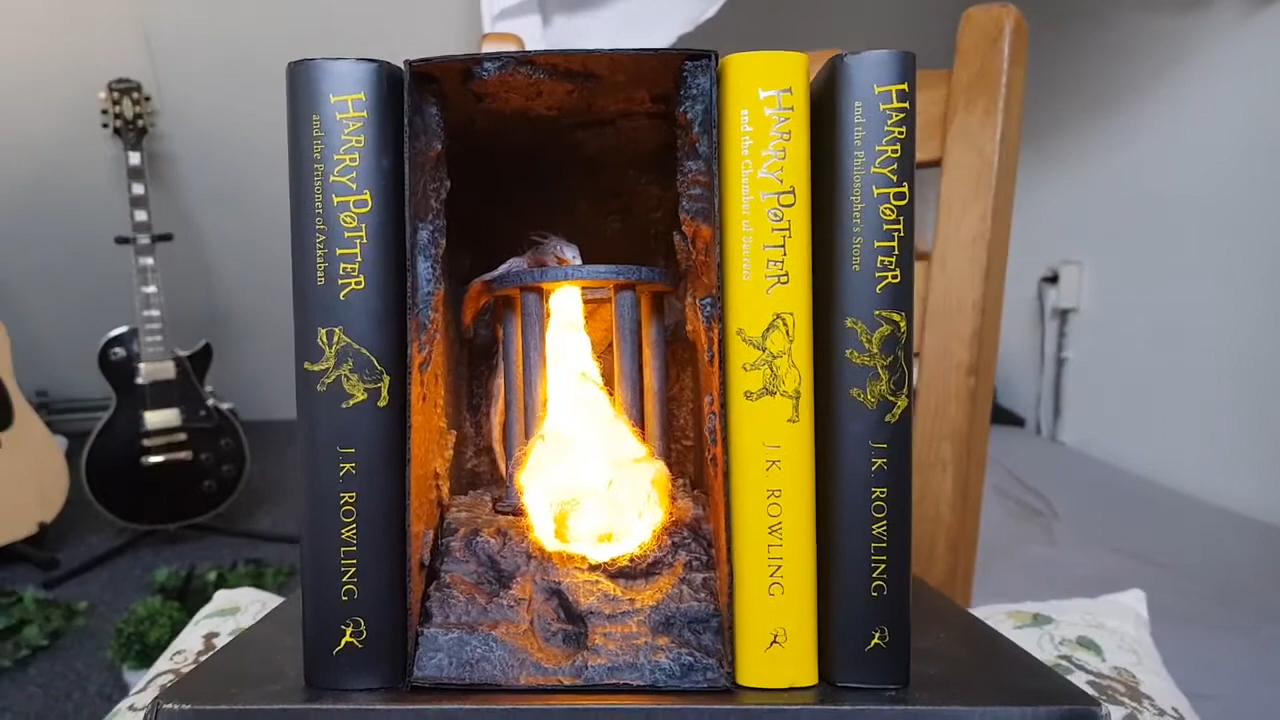 HARRY POTTER
and the Prisoner of Azkaban
J.K. ROWLING
HARRY POTTER
and the Chamber of Secrets
J.K. ROWLING
HARRY POTTER
and the Philosopher's Stone
J.K. ROWLING